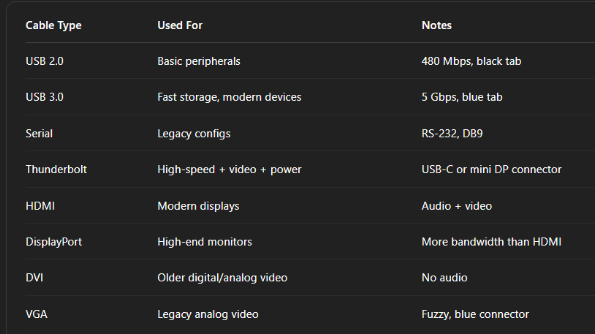 Cable Type Used For Notes
USB 2.0 Basic peripherals 480 Mbps, black tab
USB 3.0 Fast storage, modern devices 5 Gbps, blue tab
Serial Legacy configs RS-232, DB9
Thunderbolt High-speed + video + power USB-C or mini DP connector
HDMI Modern displays Audio + video
DisplayPort High-end monitors More bandwidth than HDMI
DVI Older digital/analog video No audio
VGA Legacy analog video Fuzzy, blue connector